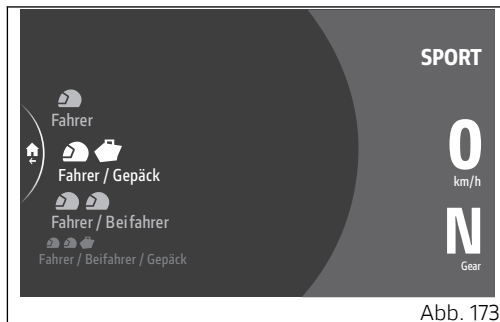 Fahrer
Fahrer / Gepäck
Fahrer / Beifahrer
Fahrer / Beifahrer / Gepäck
SPORT
0
km/h
N
Gear
Abb. 173